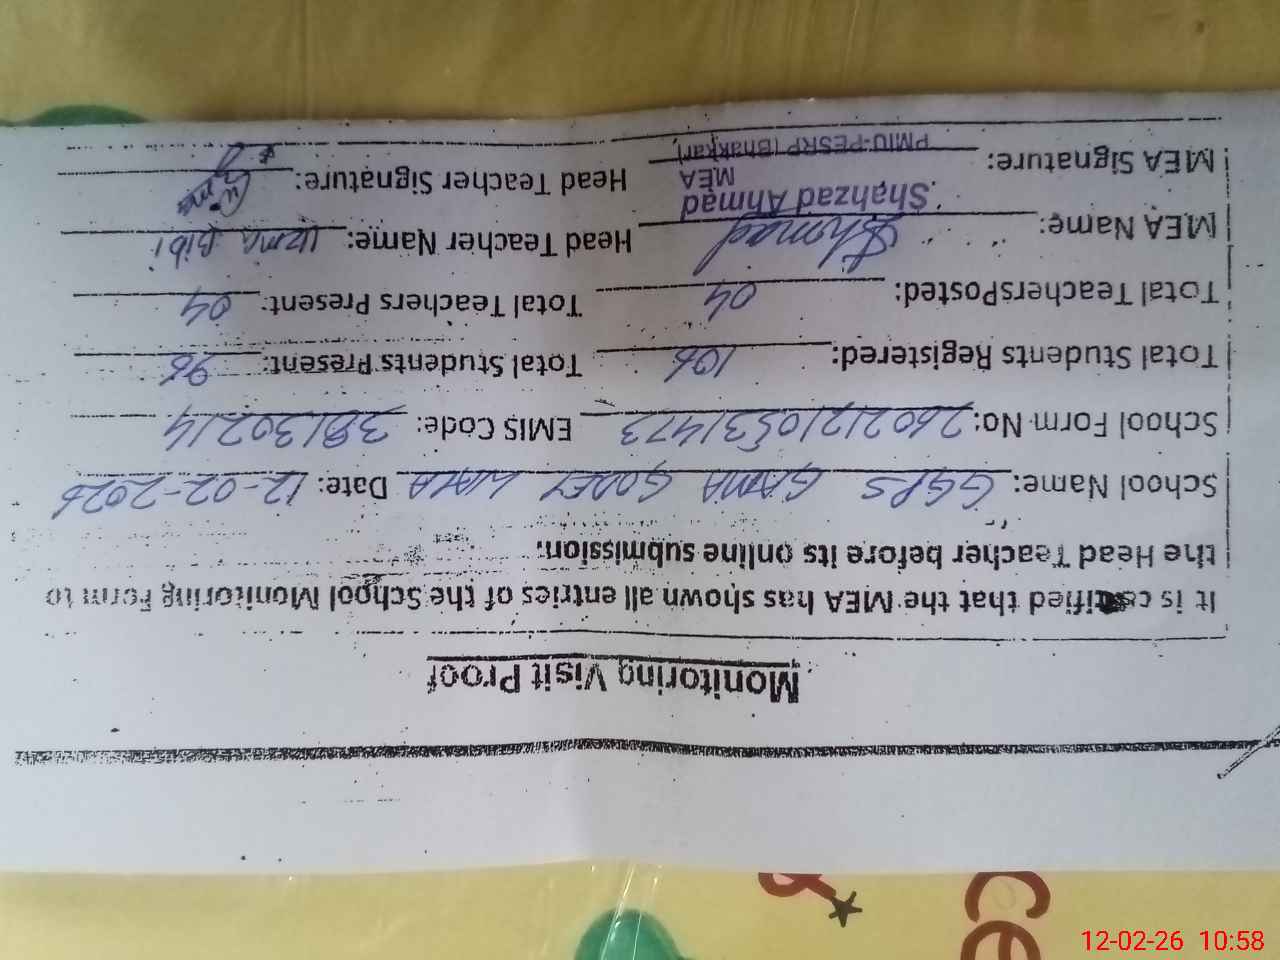 Monitoring Visit Proof
It is certified that the MEA has shown all entries of the School Monitoring Form to
the Head Teacher before its online submission.
School Name: GGPS GAMA GODEY WALA Date: 12-02-2026
School Form No: 26021210531473 EMIS Code: 38130214
Total Students Registered: 106 Total Students Present: 96
Total TeachersPosted: 04 Total Teachers Present: 04
MEA Name: Head Teacher Name: Uzma Bibi
Shahzad Ahmad
MEA
MEA Signature: PMIU-PESRP (Bhakkar) Head Teacher Signature:
ce
12-02-26 10:58